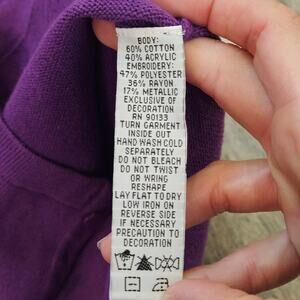 BODY:
60% COTTON
40% ACRYLIC
EMBROIDERY:
47% POLYESTER
36% RAYON
17% METALLIC
EXCLUSIVE OF
DECORATION
RN 90133
TURN GARMENT
INSIDE OUT
HAND WASH COLD
SEPARATELY
DO NOT BLEACH
DO NOT TWIST
OR WRING
RESHAPE
LAY FLAT TO DRY
LOW IRON ON
REVERSE SIDE
IF NECESSARY
PRECAUTION TO
DECORATION